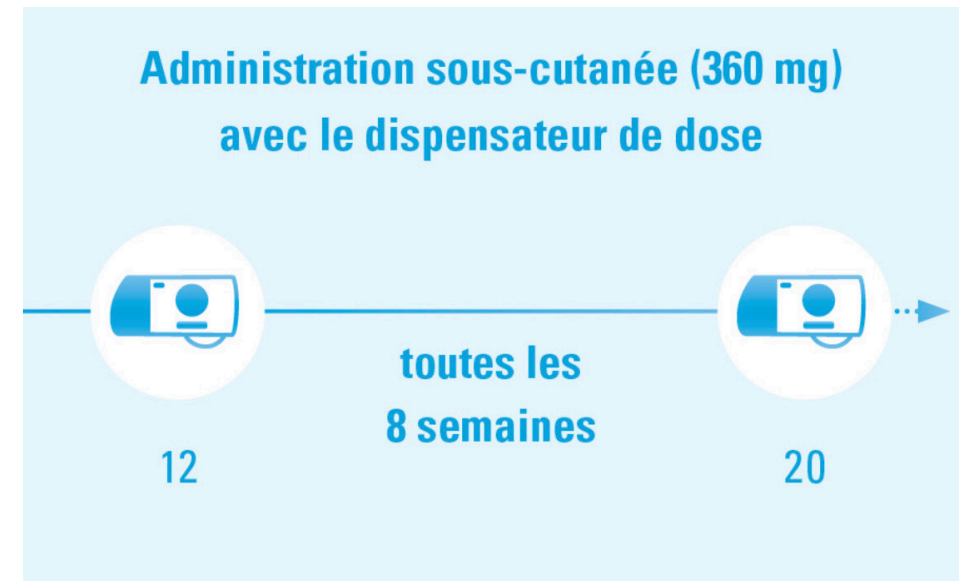 Administration sous-cutanée (360 mg)
avec le dispensateur de dose
toutes les
8 semaines
12
20